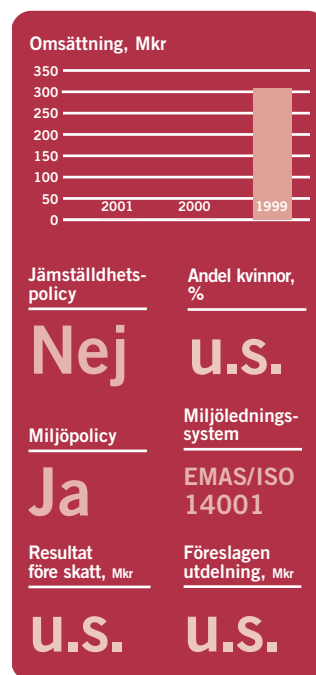 Omsättning, Mkr
350
300
250
200
150
100
50
0
2001 2000 1999
Jämställdhets-
policy
Nej
Andel kvinnor,
%
u.s.
Miljöpolicy
Ja
Miljölednings-
system
EMAS/ISO
14001
Resultat
före skatt, Mkr
u.s.
Föreslagen
utdelning, Mkr
u.s.